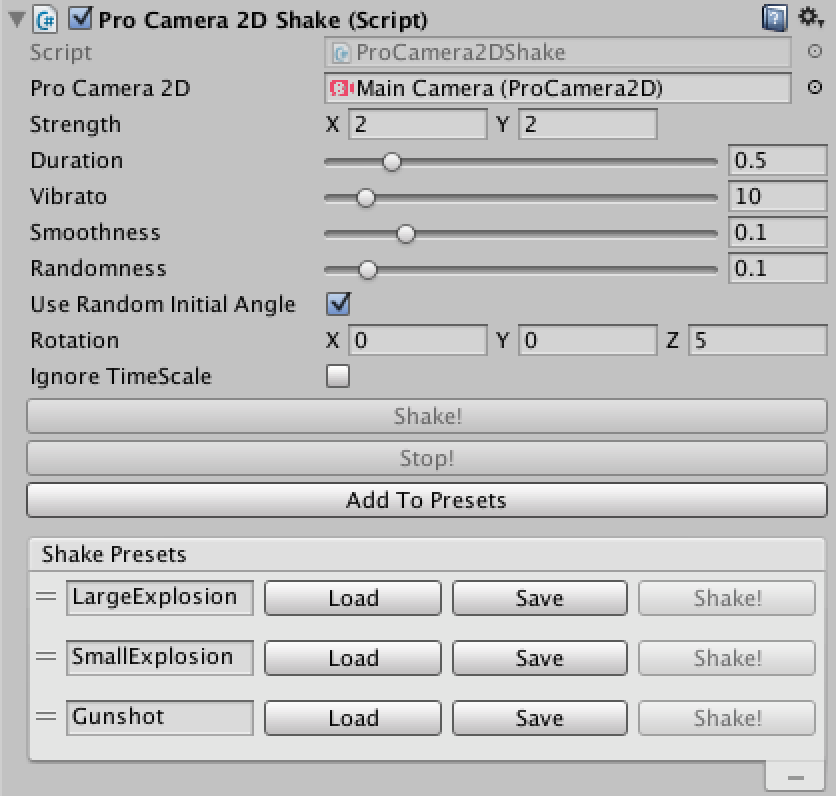 Pro Camera 2D Shake (Script)
Script ProCamera2DShake
Pro Camera 2D Main Camera (ProCamera2D)
Strength X 2 Y 2
Duration 0.5
Vibrato 10
Smoothness 0.1
Randomness 0.1
Use Random Initial Angle
Rotation X 0 Y 0 Z 5
Ignore TimeScale
Shake!
Stop!
Add To Presets
Shake Presets
LargeExplosion Load Save Shake!
SmallExplosion Load Save Shake!
Gunshot Load Save Shake!